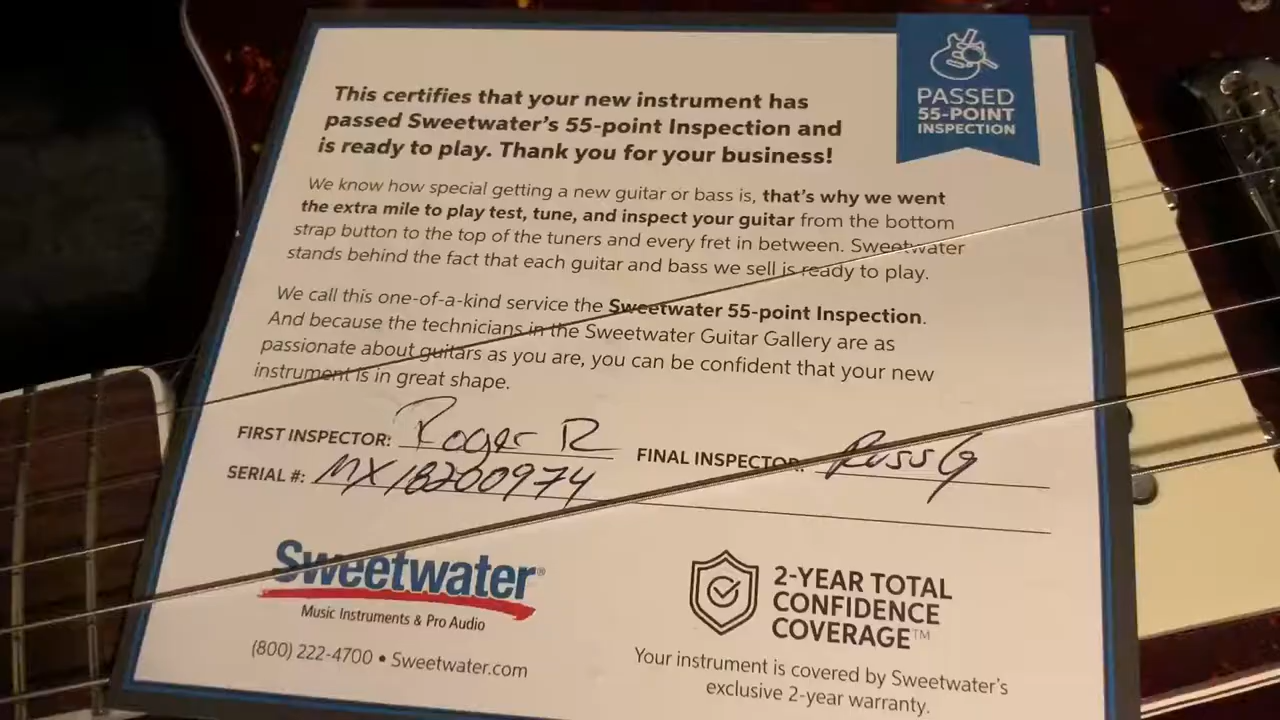 PASSED
55-POINT
INSPECTION
This certifies that your new instrument has
passed Sweetwater's 55-point Inspection and
is ready to play. Thank you for your business!
We know how special getting a new guitar or bass is, that's why we went
the extra mile to play test, tune, and inspect your guitar from the bottom
strap button to the top of the tuners and every fret in between. Sweetwater
stands behind the fact that each guitar and bass we sell is ready to play.
We call this one-of-a-kind service the Sweetwater 55-point Inspection.
And because the technicians in the Sweetwater Guitar Gallery are as
passionate about guitars as you are, you can be confident that your new
instrument is in great shape.
FIRST INSPECTOR: Roger R FINAL INSPECTOR: Russ G
SERIAL #: MX18200974
Sweetwater®
Music Instruments & Pro Audio
(800) 222-4700 • Sweetwater.com
2-YEAR TOTAL
CONFIDENCE
COVERAGE™
Your instrument is covered by Sweetwater's
exclusive 2-year warranty.